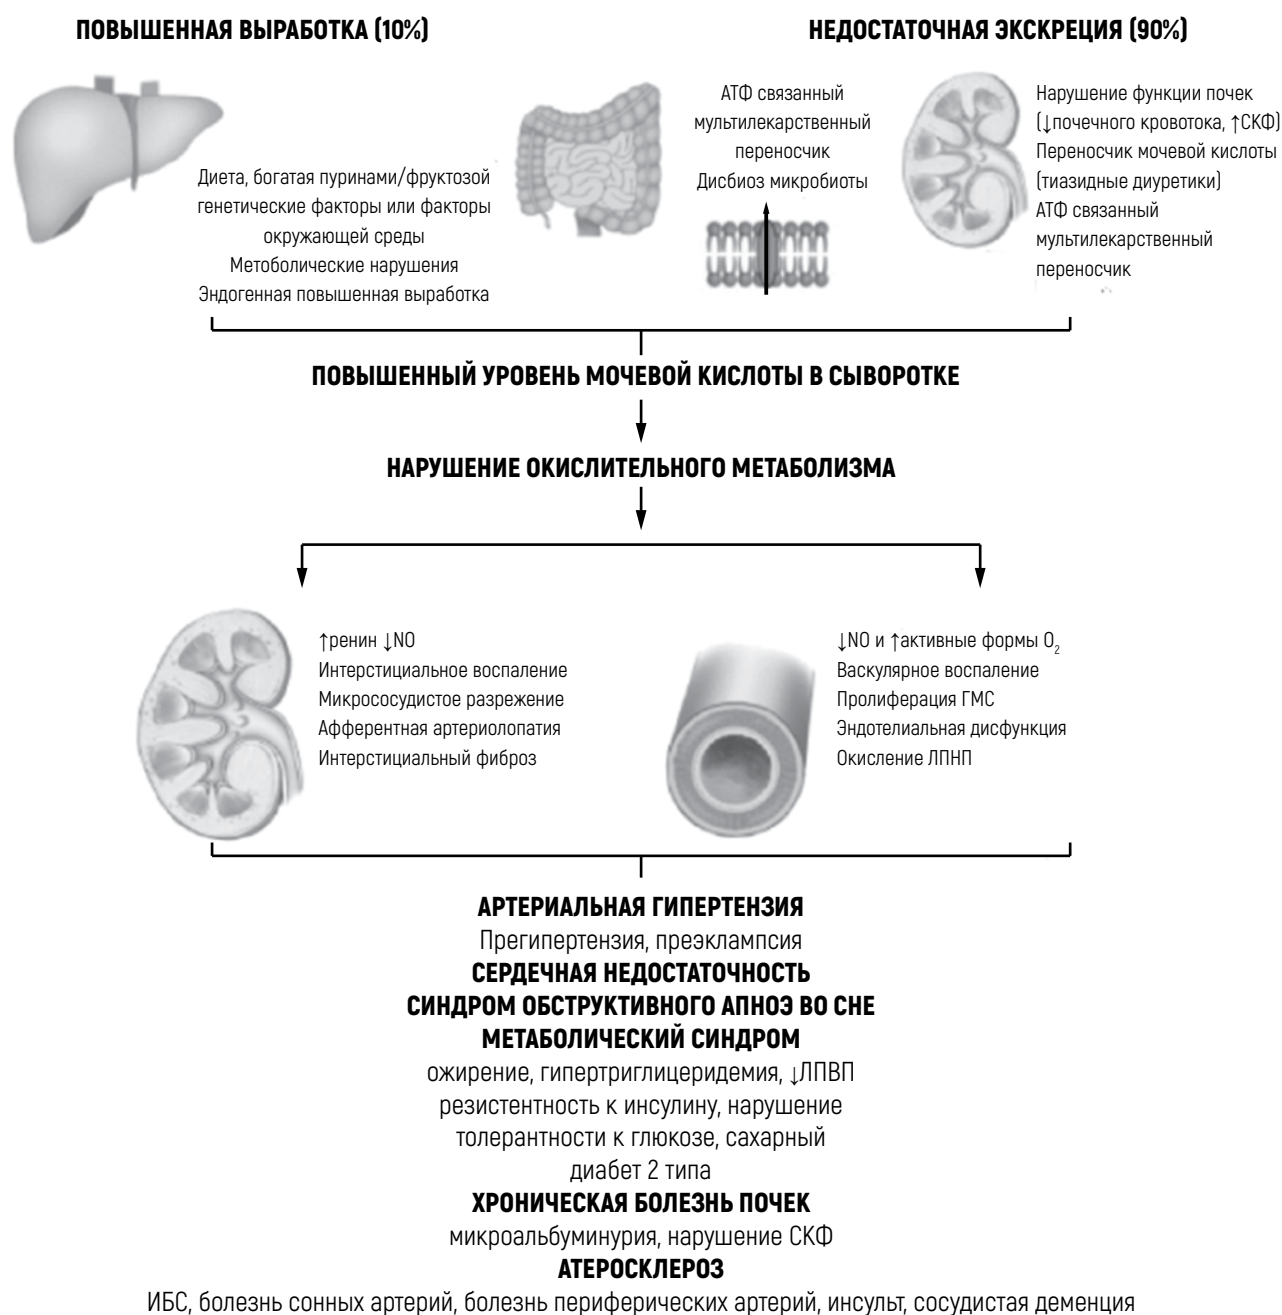 ПОВЫШЕННАЯ ВЫРАБОТКА (10%)
НЕДОСТАТОЧНАЯ ЭКСКРЕЦИЯ (90%)
Диета, богатая пуринами/фруктозой
генетические факторы или факторы
окружающей среды
Метоболические нарушения
Эндогенная повышенная выработка
АТФ связанный
мультилекарственный
переносчик
Дисбиоз микробиоты
Нарушение функции почек
(↓почечного кровотока, ↑СКФ)
Переносчик мочевой кислоты
(тиазидные диуретики)
АТФ связанный
мультилекарственный
переносчик
ПОВЫШЕННЫЙ УРОВЕНЬ МОЧЕВОЙ КИСЛОТЫ В СЫВОРОТКЕ
НАРУШЕНИЕ ОКИСЛИТЕЛЬНОГО МЕТАБОЛИЗМА
↑ренин ↓NO
Интерстициальное воспаление
Микрососудистое разрежение
Афферентная артериолопатия
Интерстициальный фиброз
↓NO и ↑активные формы O₂
Васкулярное воспаление
Пролиферация ГМС
Эндотелиальная дисфункция
Окисление ЛПНП
АРТЕРИАЛЬНАЯ ГИПЕРТЕНЗИЯ
Прегипертензия, преэклампсия
СЕРДЕЧНАЯ НЕДОСТАТОЧНОСТЬ
СИНДРОМ ОБСТРУКТИВНОГО АПНОЭ ВО СНЕ
МЕТАБОЛИЧЕСКИЙ СИНДРОМ
ожирение, гипертриглицеридемия, ↓ЛПВП
резистентность к инсулину, нарушение
толерантности к глюкозе, сахарный
диабет 2 типа
ХРОНИЧЕСКАЯ БОЛЕЗНЬ ПОЧЕК
микроальбуминурия, нарушение СКФ
АТЕРОСКЛЕРОЗ
ИБС, болезнь сонных артерий, болезнь периферических артерий, инсульт, сосудистая деменция